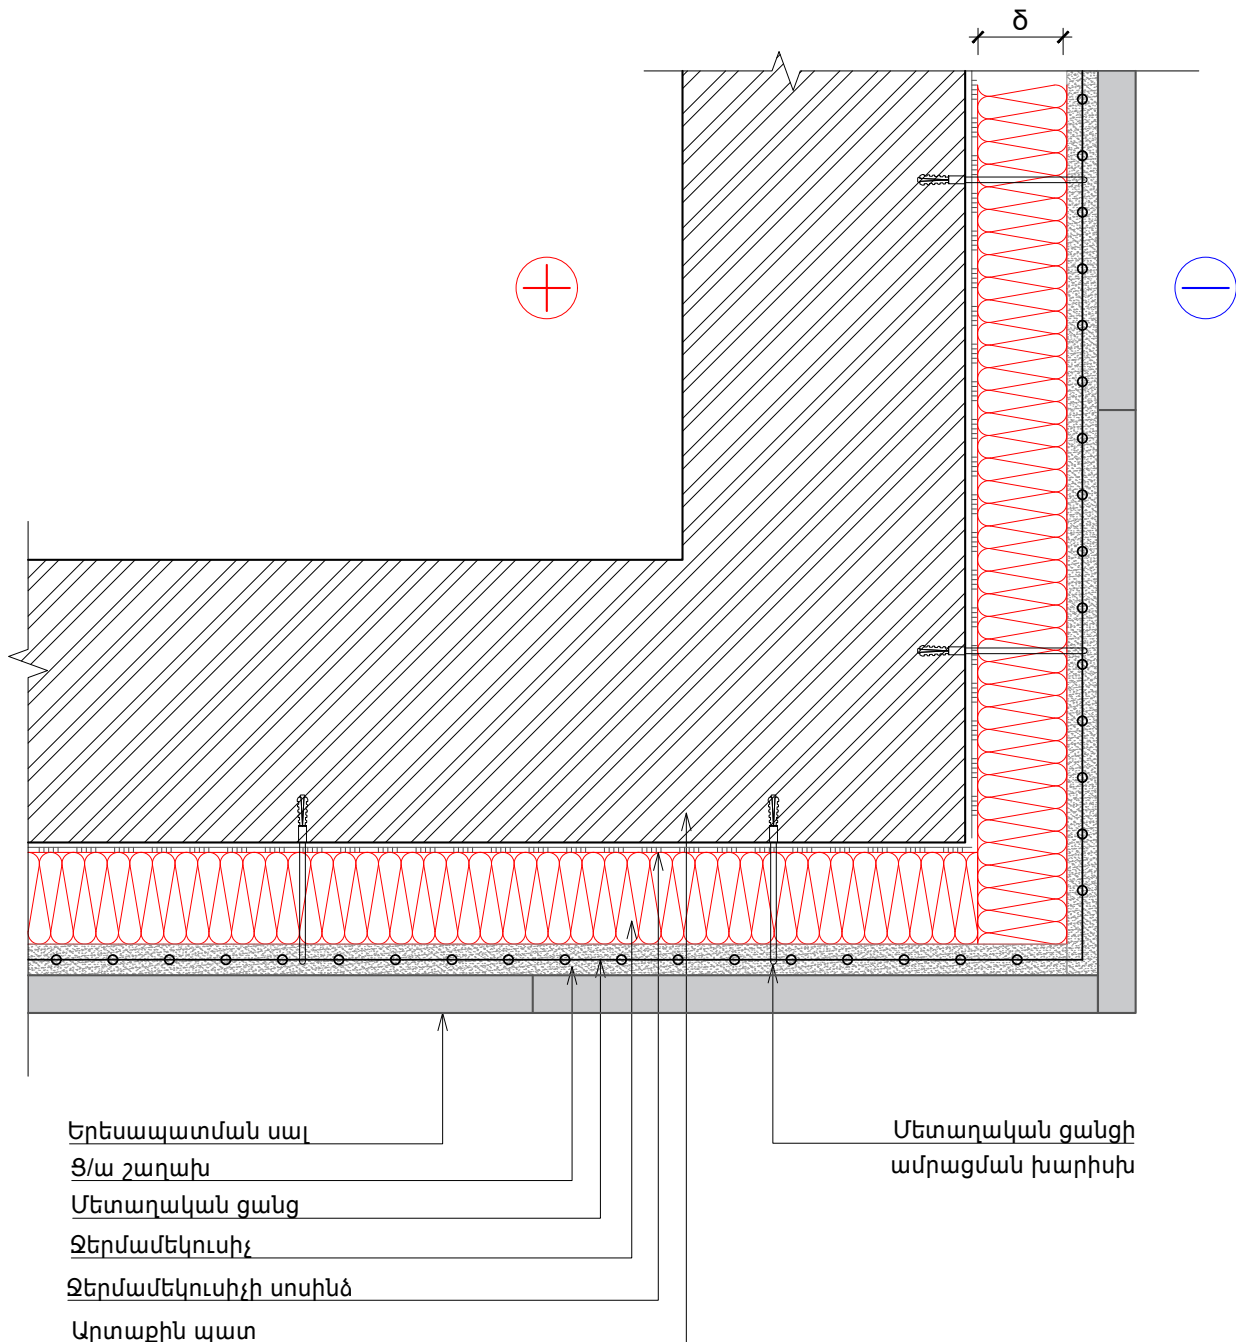 δ
Երեսապատման սալ
Ց/ա շաղախ
Մետաղական ցանց
Ջերմամեկուսիչ
Ջերմամեկուսիչի սոսինձ
Արտաքին պատ
Մետաղական ցանցի
ամրացման խարիսխ